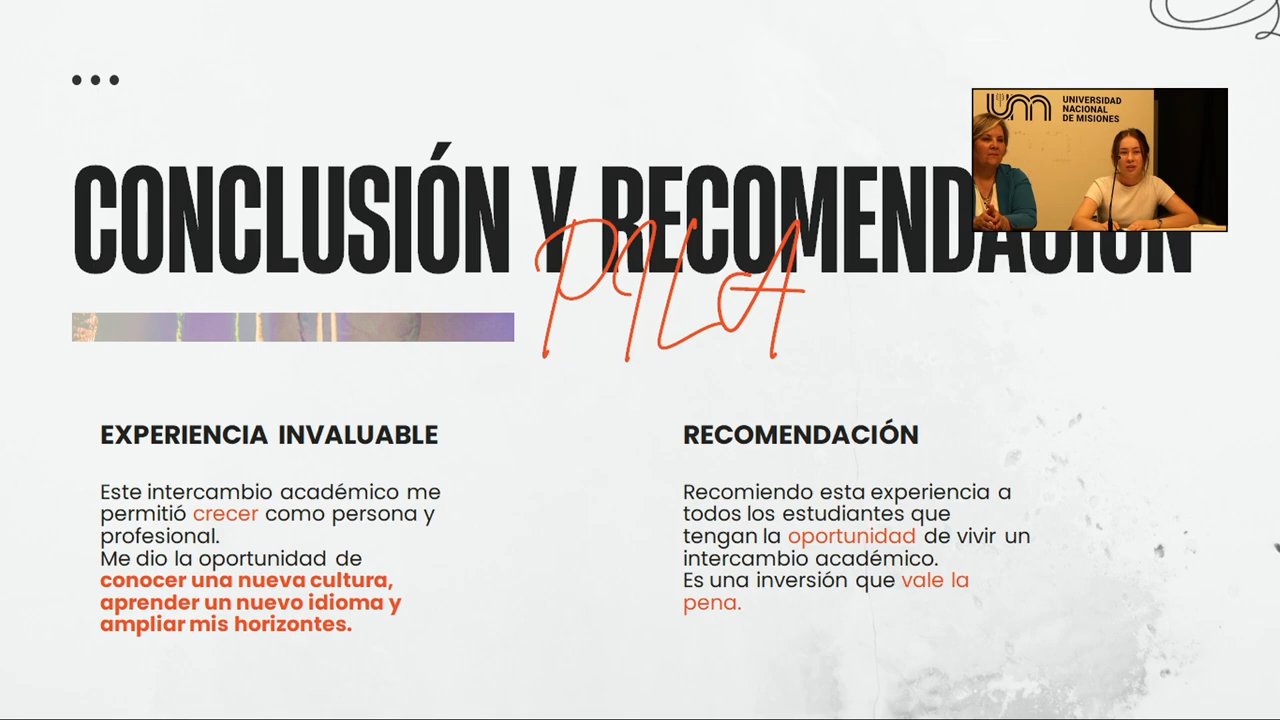 CONCLUSIÓN Y RECOMENDACIÓN
PILA
UNIVERSIDAD
NACIONAL
DE MISIONES
EXPERIENCIA INVALUABLE
Este intercambio académico me
permitió crecer como persona y
profesional.
Me dio la oportunidad de
conocer una nueva cultura,
aprender un nuevo idioma y
ampliar mis horizontes.
RECOMENDACIÓN
Recomiendo esta experiencia a
todos los estudiantes que
tengan la oportunidad de vivir un
intercambio académico.
Es una inversión que vale la
pena.